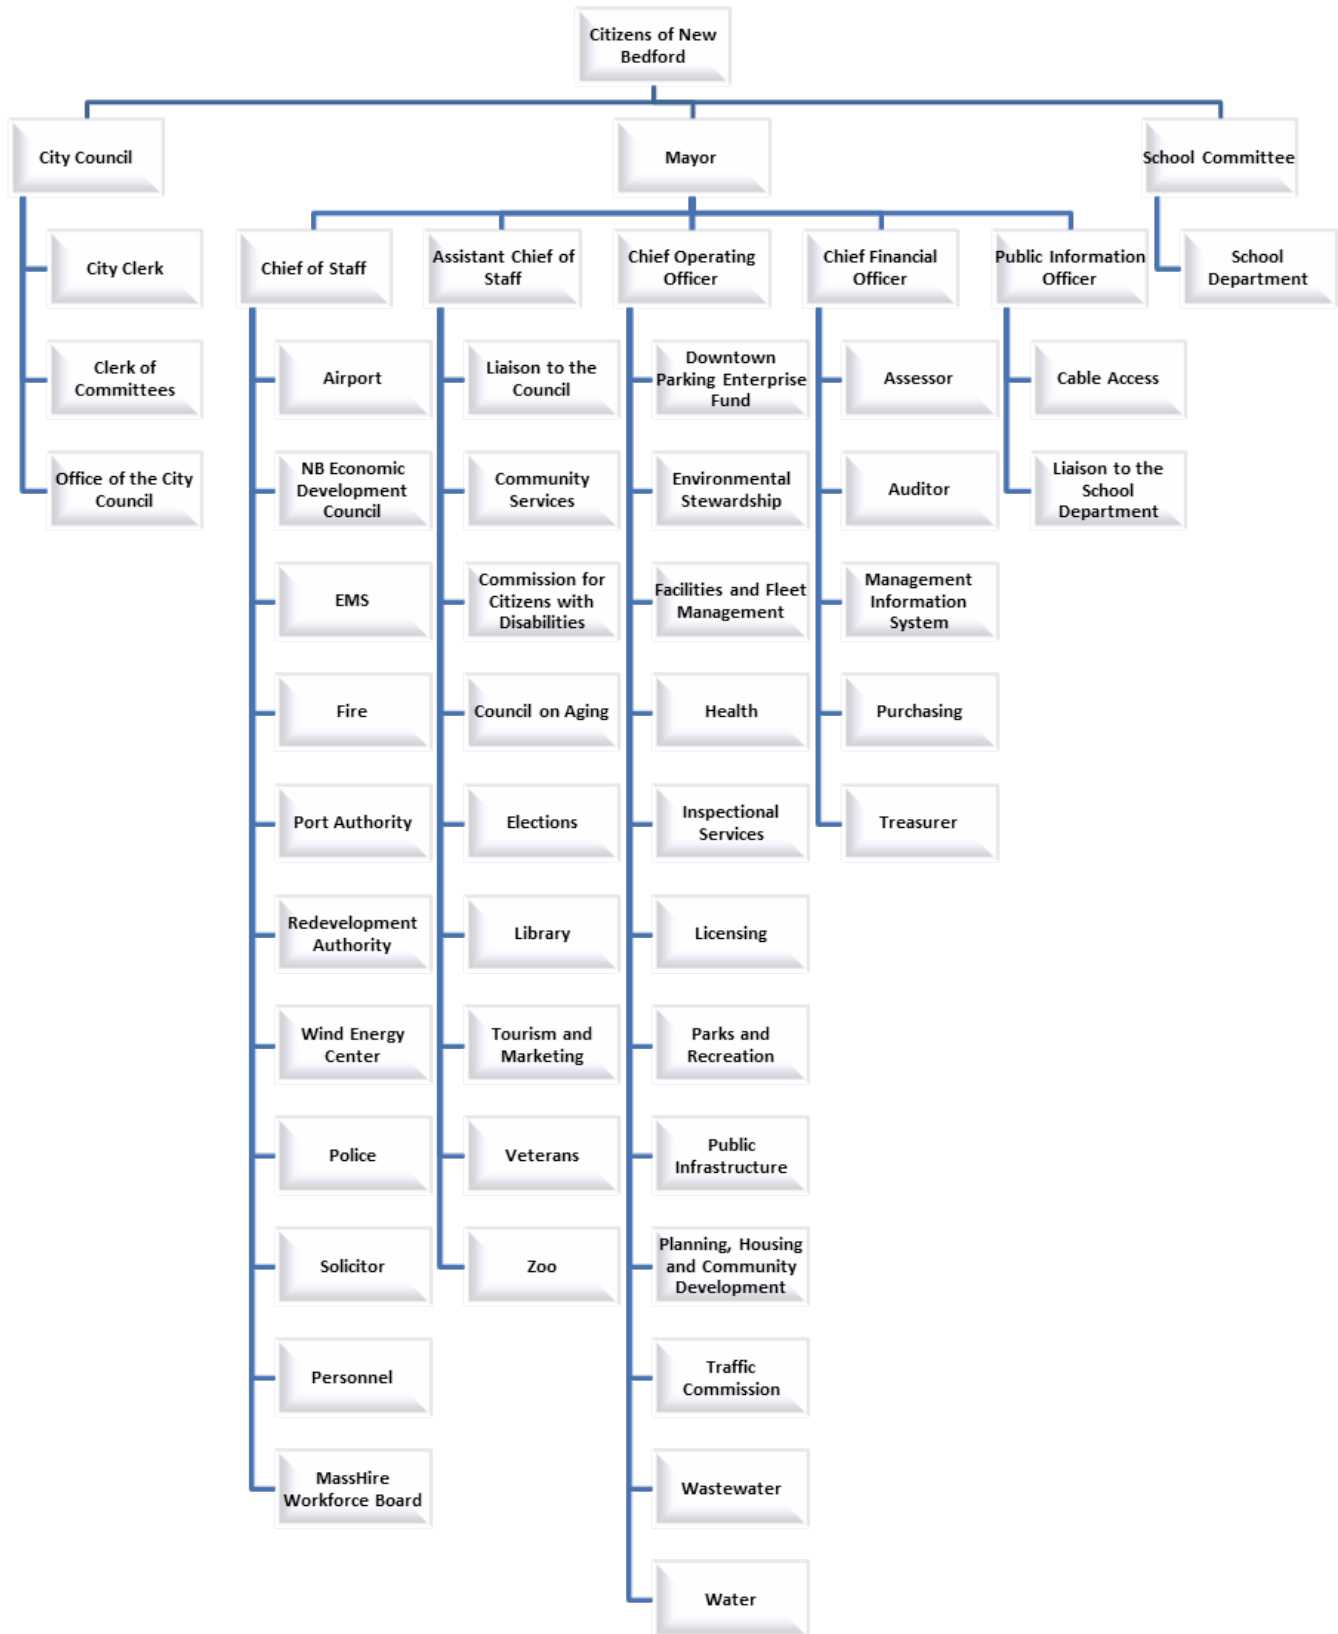 Citizens of New
Bedford
City Council
Mayor
School Committee
City Clerk
Clerk of
Committees
Office of the City
Council
Chief of Staff
Airport
NB Economic
Development
Council
EMS
Fire
Port Authority
Redevelopment
Authority
Wind Energy
Center
Police
Solicitor
Personnel
MassHire
Workforce Board
Assistant Chief of
Staff
Liaison to the
Council
Community
Services
Commission for
Citizens with
Disabilities
Council on Aging
Elections
Library
Tourism and
Marketing
Veterans
Zoo
Chief Operating
Officer
Downtown
Parking Enterprise
Fund
Environmental
Stewardship
Facilities and Fleet
Management
Health
Inspectional
Services
Licensing
Parks and
Recreation
Public
Infrastructure
Planning, Housing
and Community
Development
Traffic
Commission
Wastewater
Water
Chief Financial
Officer
Assessor
Auditor
Management
Information
System
Purchasing
Treasurer
Public Information
Officer
Cable Access
Liaison to the
School
Department
School
Department